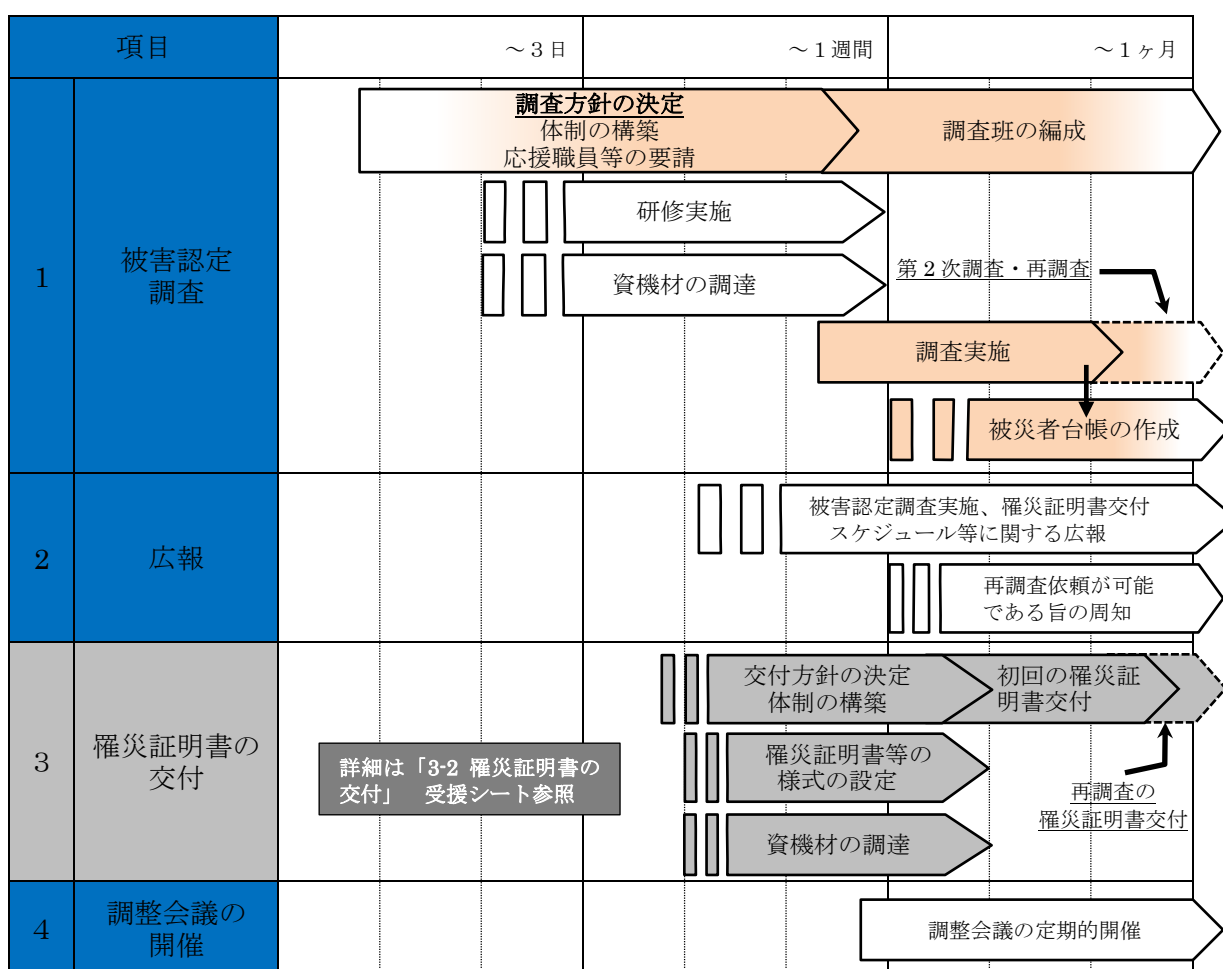 項目
～3日
～1週間
～1ヶ月
1
被害認定
調査
調査方針の決定
体制の構築
応援職員等の要請
調査班の編成
研修実施
資機材の調達
第2次調査・再調査
調査実施
被災者台帳の作成
2
広報
被害認定調査実施、罹災証明書交付
スケジュール等に関する広報
再調査依頼が可能
である旨の周知
3
罹災証明書の
交付
交付方針の決定
体制の構築
初回の罹災証
明書交付
詳細は「3-2 罹災証明書の
交付」　受援シート参照
罹災証明書等の
様式の設定
再調査の
罹災証明書交付
資機材の調達
4
調整会議の
開催
調整会議の定期的開催